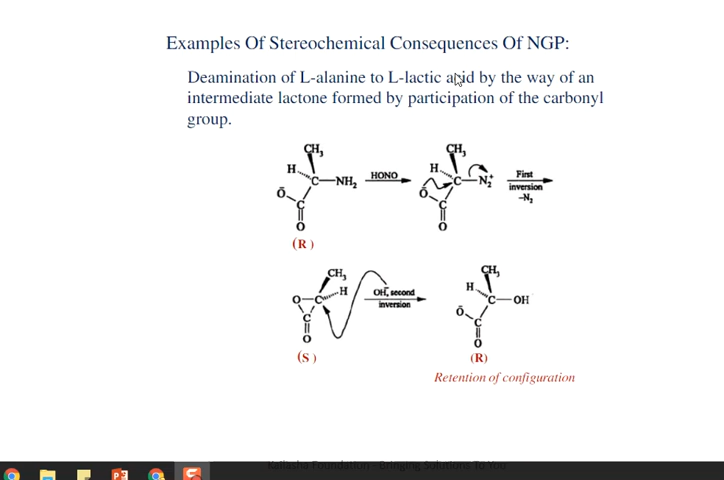 Examples Of Stereochemical Consequences Of NGP:
Deamination of L-alanine to L-lactic acid by the way of an
intermediate lactone formed by participation of the carbonyl
group.
CH₃ CH₃
H H
C—NH₂ HONO C—N₂⁺ First
inversion
-N₂
Ō Ō
C C
O O
(R)
CH₃ CH₃
H OH⁻, second H
inversion
O—C C—OH
Ō
C C
O O
(S) (R)
Retention of configuration
Kailasha Foundation - Bringing Solutions To You